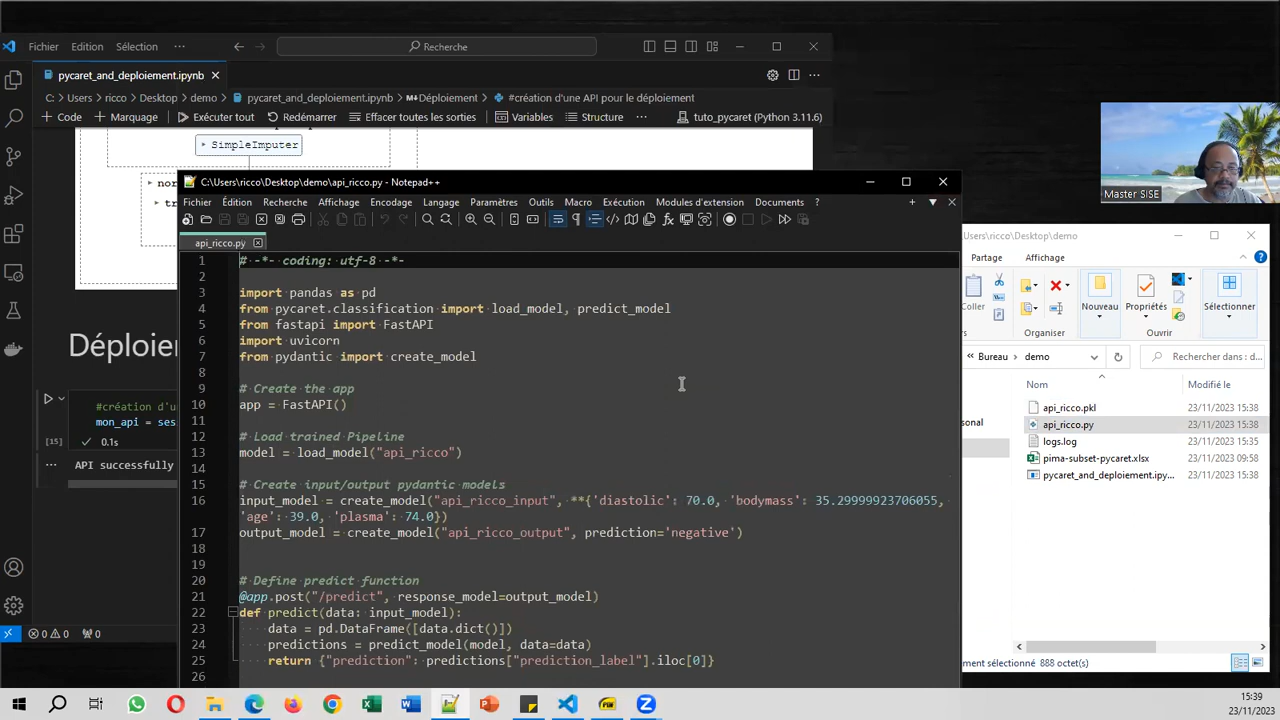 Fichier Edition Sélection ··· Recherche
pycaret_and_deploiement.ipynb
C: > Users > ricco > Desktop > demo > pycaret_and_deploiement.ipynb > Déploiement > #création d'une API pour le déploiement
+ Code + Marquage Exécuter tout Redémarrer Effacer toutes les sorties Variables Structure ··· tuto_pycaret (Python 3.11.6)
SimpleImputer
nor
tr
Déploie
#création d'u
mon_api = ses
[15] 0.1s
··· API successfully
0 0 0
C:\Users\ricco\Desktop\demo\api_ricco.py - Notepad++
Fichier Édition Recherche Affichage Encodage Langage Paramètres Outils Macro Exécution Modules d'extension Documents ?
api_ricco.py
1 # -*- coding: utf-8 -*-
2
3 import pandas as pd
4 from pycaret.classification import load_model, predict_model
5 from fastapi import FastAPI
6 import uvicorn
7 from pydantic import create_model
8
9 # Create the app
10 app = FastAPI()
11
12 # Load trained Pipeline
13 model = load_model("api_ricco")
14
15 # Create input/output pydantic models
16 input_model = create_model("api_ricco_input", **{'diastolic': 70.0, 'bodymass': 35.29999923706055,
'age': 39.0, 'plasma': 74.0})
17 output_model = create_model("api_ricco_output", prediction='negative')
18
19
20 # Define predict function
21 @app.post("/predict", response_model=output_model)
22 def predict(data: input_model):
23 data = pd.DataFrame([data.dict()])
24 predictions = predict_model(model, data=data)
25 return {"prediction": predictions["prediction_label"].iloc[0]}
26
Master SISE
C:\Users\ricco\Desktop\demo
Partage Affichage
Coller
Nouveau
Propriétés
Sélectionner
Organiser Ouvrir
« Bureau > demo Rechercher dans : d...
Nom Modifié le
api_ricco.pkl 23/11/2023 15:38
api_ricco.py 23/11/2023 15:38
sonal
logs.log 23/11/2023 15:35
pima-subset-pycaret.xlsx 23/11/2023 09:58
pycaret_and_deploiement.ipy... 23/11/2023 15:38
ment sélectionné 888 octet(s)
15:39
23/11/2023